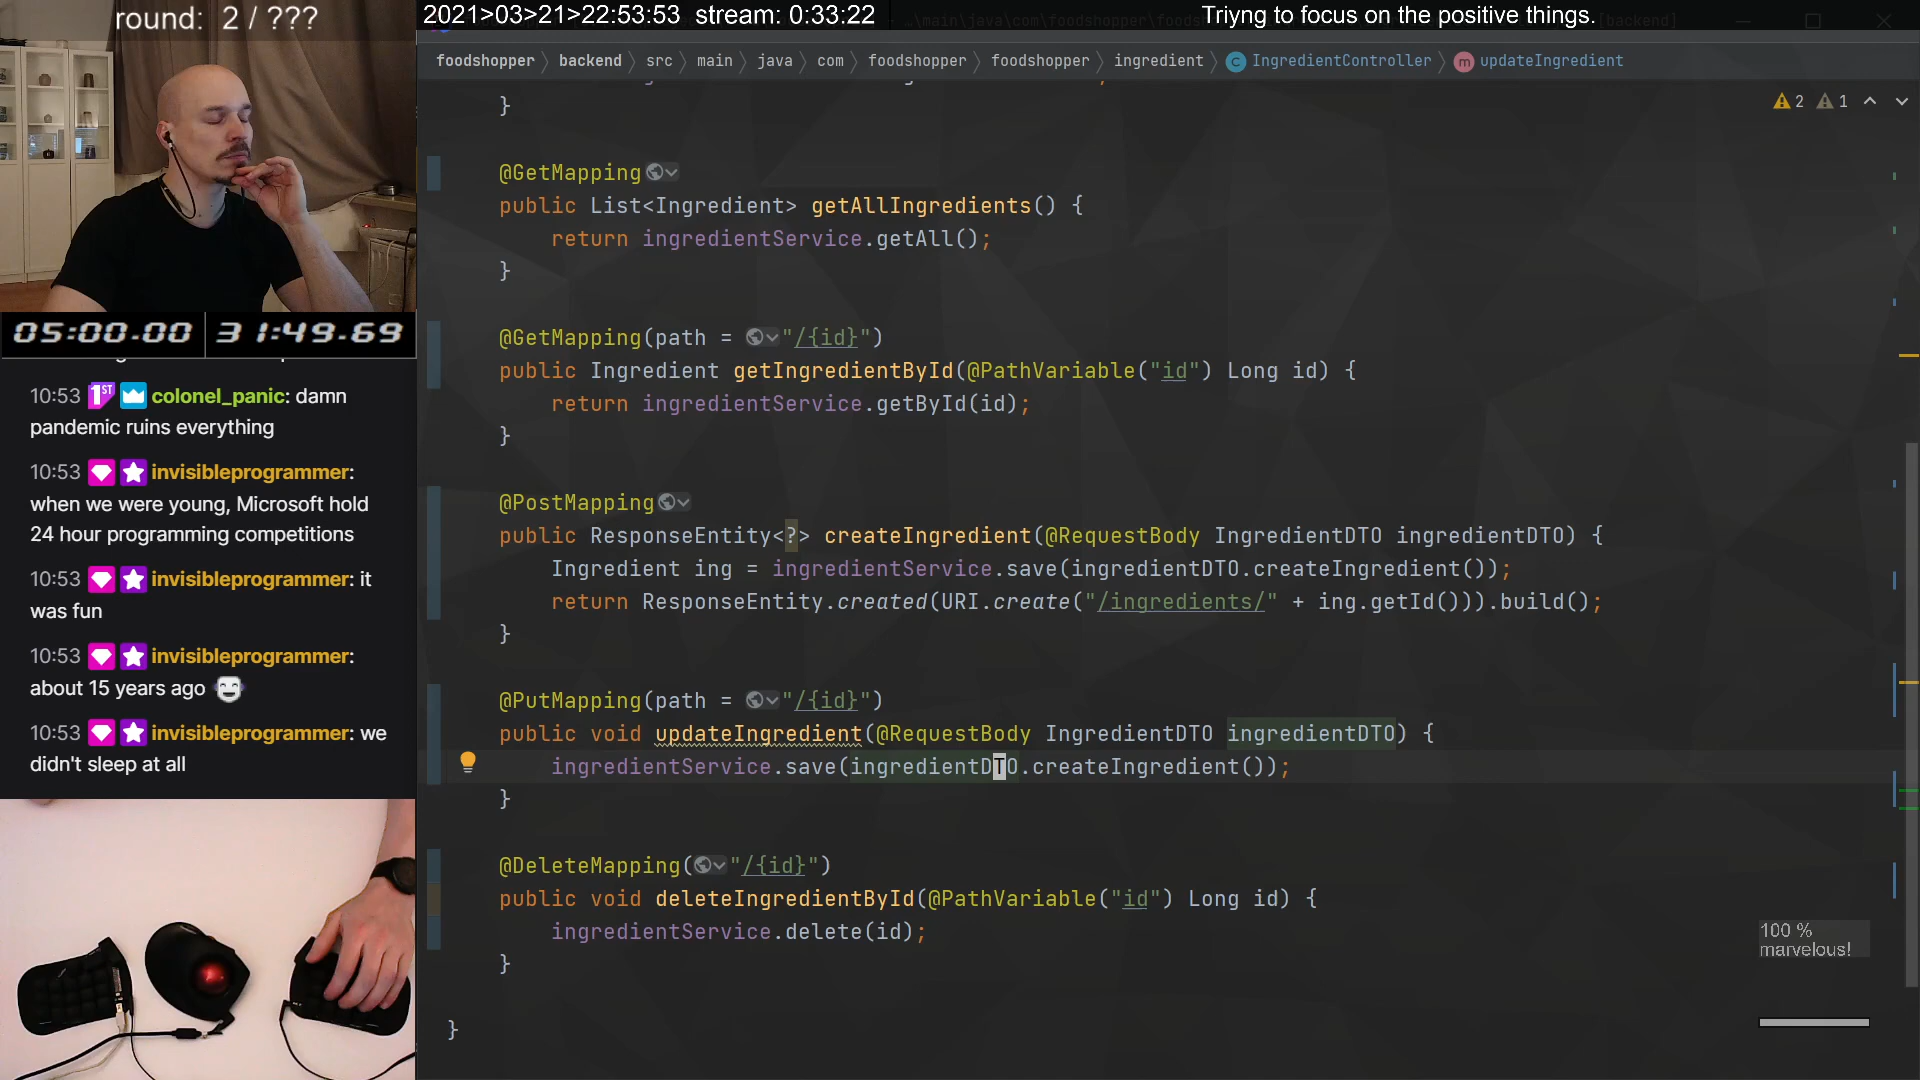 round: 2 / ???
2021>03>21>22:53:53 stream: 0:33:22
Triyng to focus on the positive things.
foodshopper backend src main java com foodshopper foodshopper ingredient IngredientController updateIngredient
2 1
}
@GetMapping
public List<Ingredient> getAllIngredients() {
return ingredientService.getAll();
}
@GetMapping(path = "/{id}")
public Ingredient getIngredientById(@PathVariable("id") Long id) {
return ingredientService.getById(id);
}
@PostMapping
public ResponseEntity<?> createIngredient(@RequestBody IngredientDTO ingredientDTO) {
Ingredient ing = ingredientService.save(ingredientDTO.createIngredient());
return ResponseEntity.created(URI.create("/ingredients/" + ing.getId())).build();
}
@PutMapping(path = "/{id}")
public void updateIngredient(@RequestBody IngredientDTO ingredientDTO) {
ingredientService.save(ingredientDTO.createIngredient());
}
@DeleteMapping("/{id}")
public void deleteIngredientById(@PathVariable("id") Long id) {
ingredientService.delete(id);
}
}
100 %
marvelous!
05:00.00 31:49.69
10:53 colonel_panic: damn
pandemic ruins everything
10:53 invisibleprogrammer:
when we were young, Microsoft hold
24 hour programming competitions
10:53 invisibleprogrammer: it
was fun
10:53 invisibleprogrammer:
about 15 years ago
10:53 invisibleprogrammer: we
didn't sleep at all